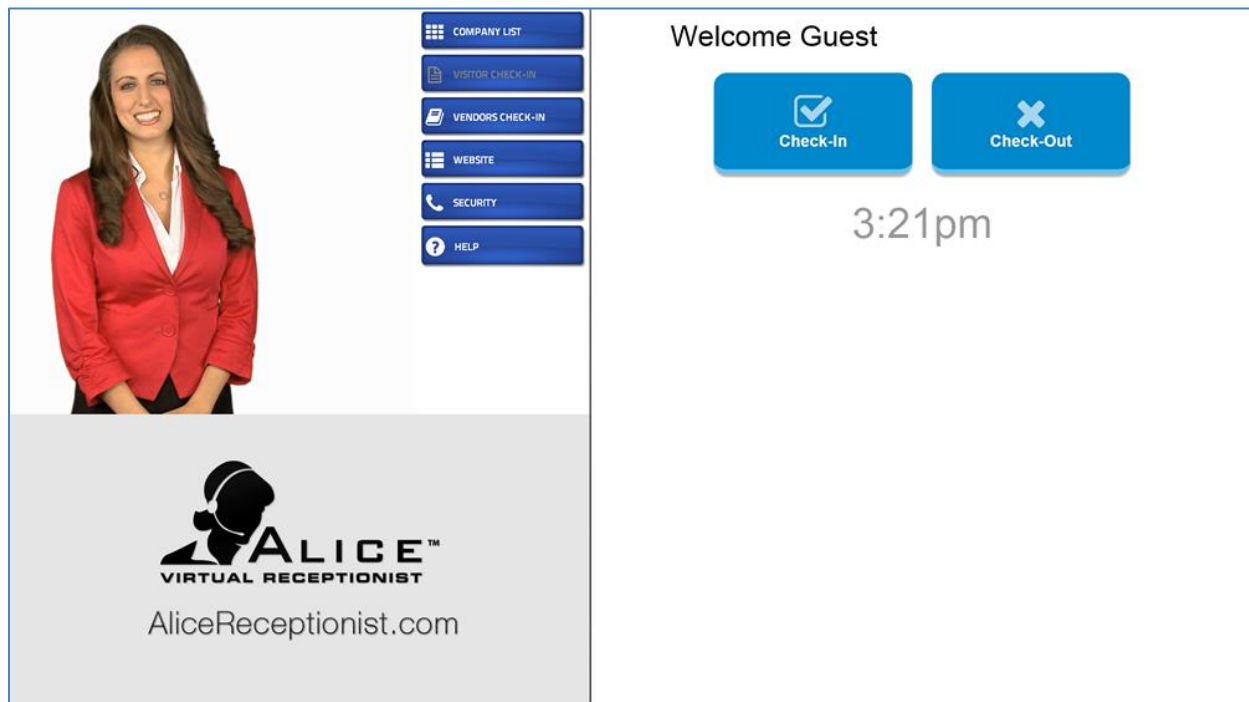 COMPANY LIST
VISITOR CHECK-IN
VENDORS CHECK-IN
WEBSITE
SECURITY
? HELP
ALICE™
VIRTUAL RECEPTIONIST
AliceReceptionist.com
Welcome Guest
Check-In
Check-Out
3:21pm